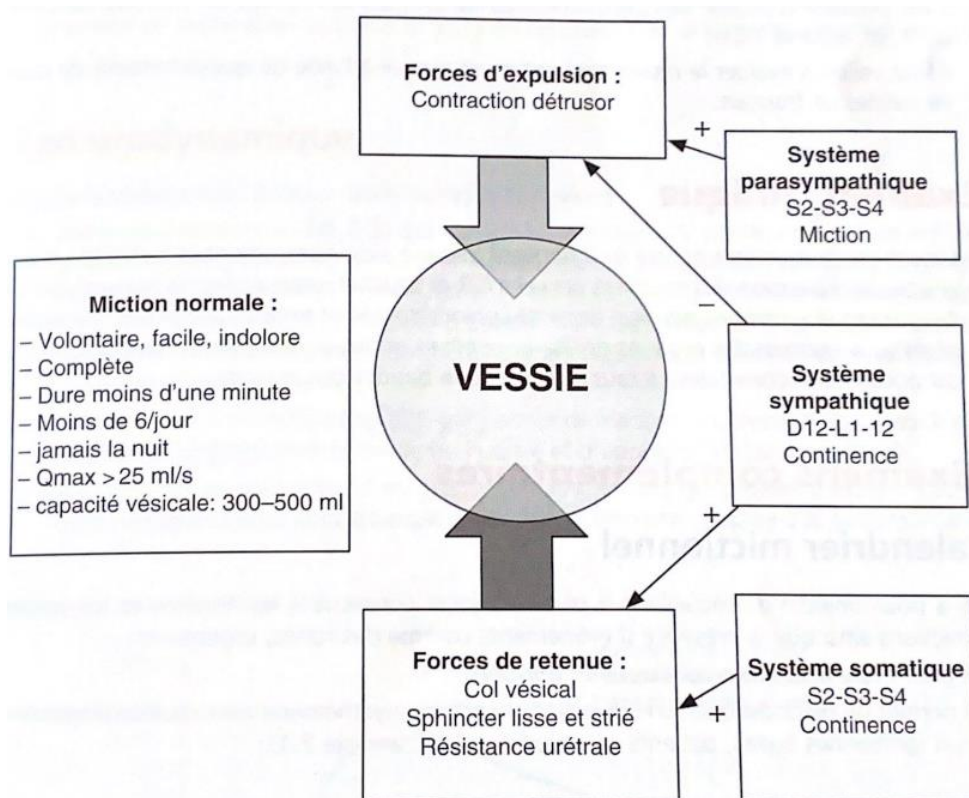 Forces d'expulsion :
Contraction détrusor
+
Système
parasympathique
S2-S3-S4
Miction
Miction normale :
– Volontaire, facile, indolore
– Complète
– Dure moins d'une minute
– Moins de 6/jour
– jamais la nuit
– Qmax > 25 ml/s
– capacité vésicale: 300–500 ml
VESSIE
Système
sympathique
D12-L1-12
Continence
+
Forces de retenue :
Col vésical
Sphincter lisse et strié
Résistance urétrale
+
Système somatique
S2-S3-S4
Continence